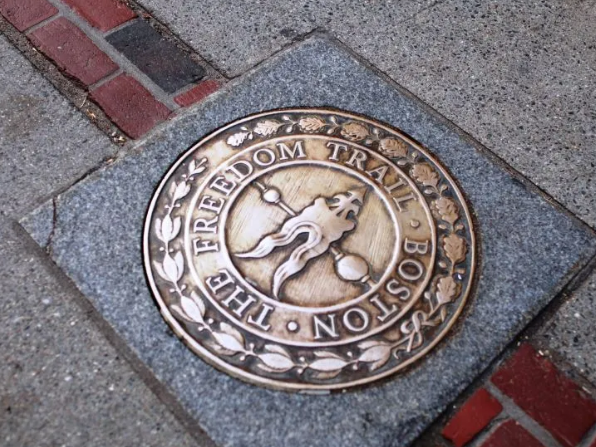 THE FREEDOM TRAIL · BOSTON ·